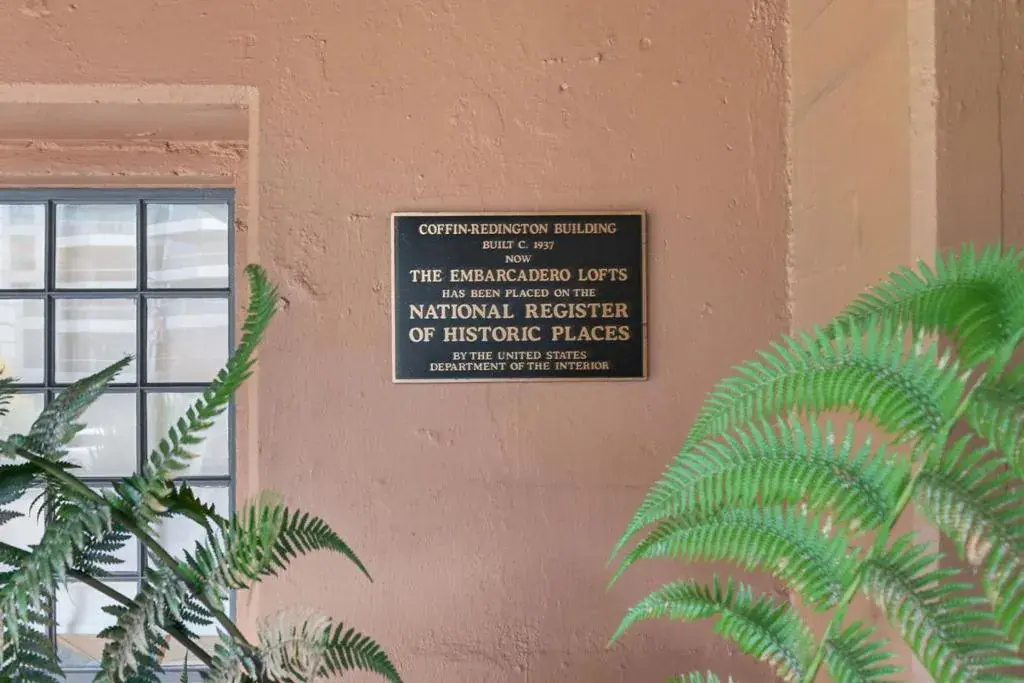 COFFIN-REDINGTON BUILDING
BUILT C. 1937
NOW
THE EMBARCADERO LOFTS
HAS BEEN PLACED ON THE
NATIONAL REGISTER
OF HISTORIC PLACES
BY THE UNITED STATES
DEPARTMENT OF THE INTERIOR